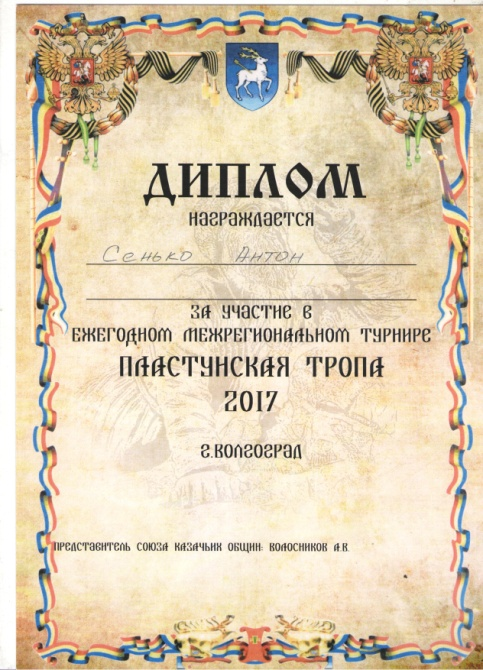 ДИПЛОМ
НАГРАЖДАЕТСЯ
Сенько Антон
ЗА УЧАСТИЕ В
ЕЖЕГОДНОМ МЕЖРЕГИОНАЛЬНОМ ТУРНИРЕ
ПЛАСТУНСКАЯ ТРОПА
2017
Г.ВОЛГОГРАД
ПРЕДСТАВИТЕЛЬ СОЮЗА КАЗАЧЬИХ ОБЩИН: ВОЛОСНИКОВ А.В.